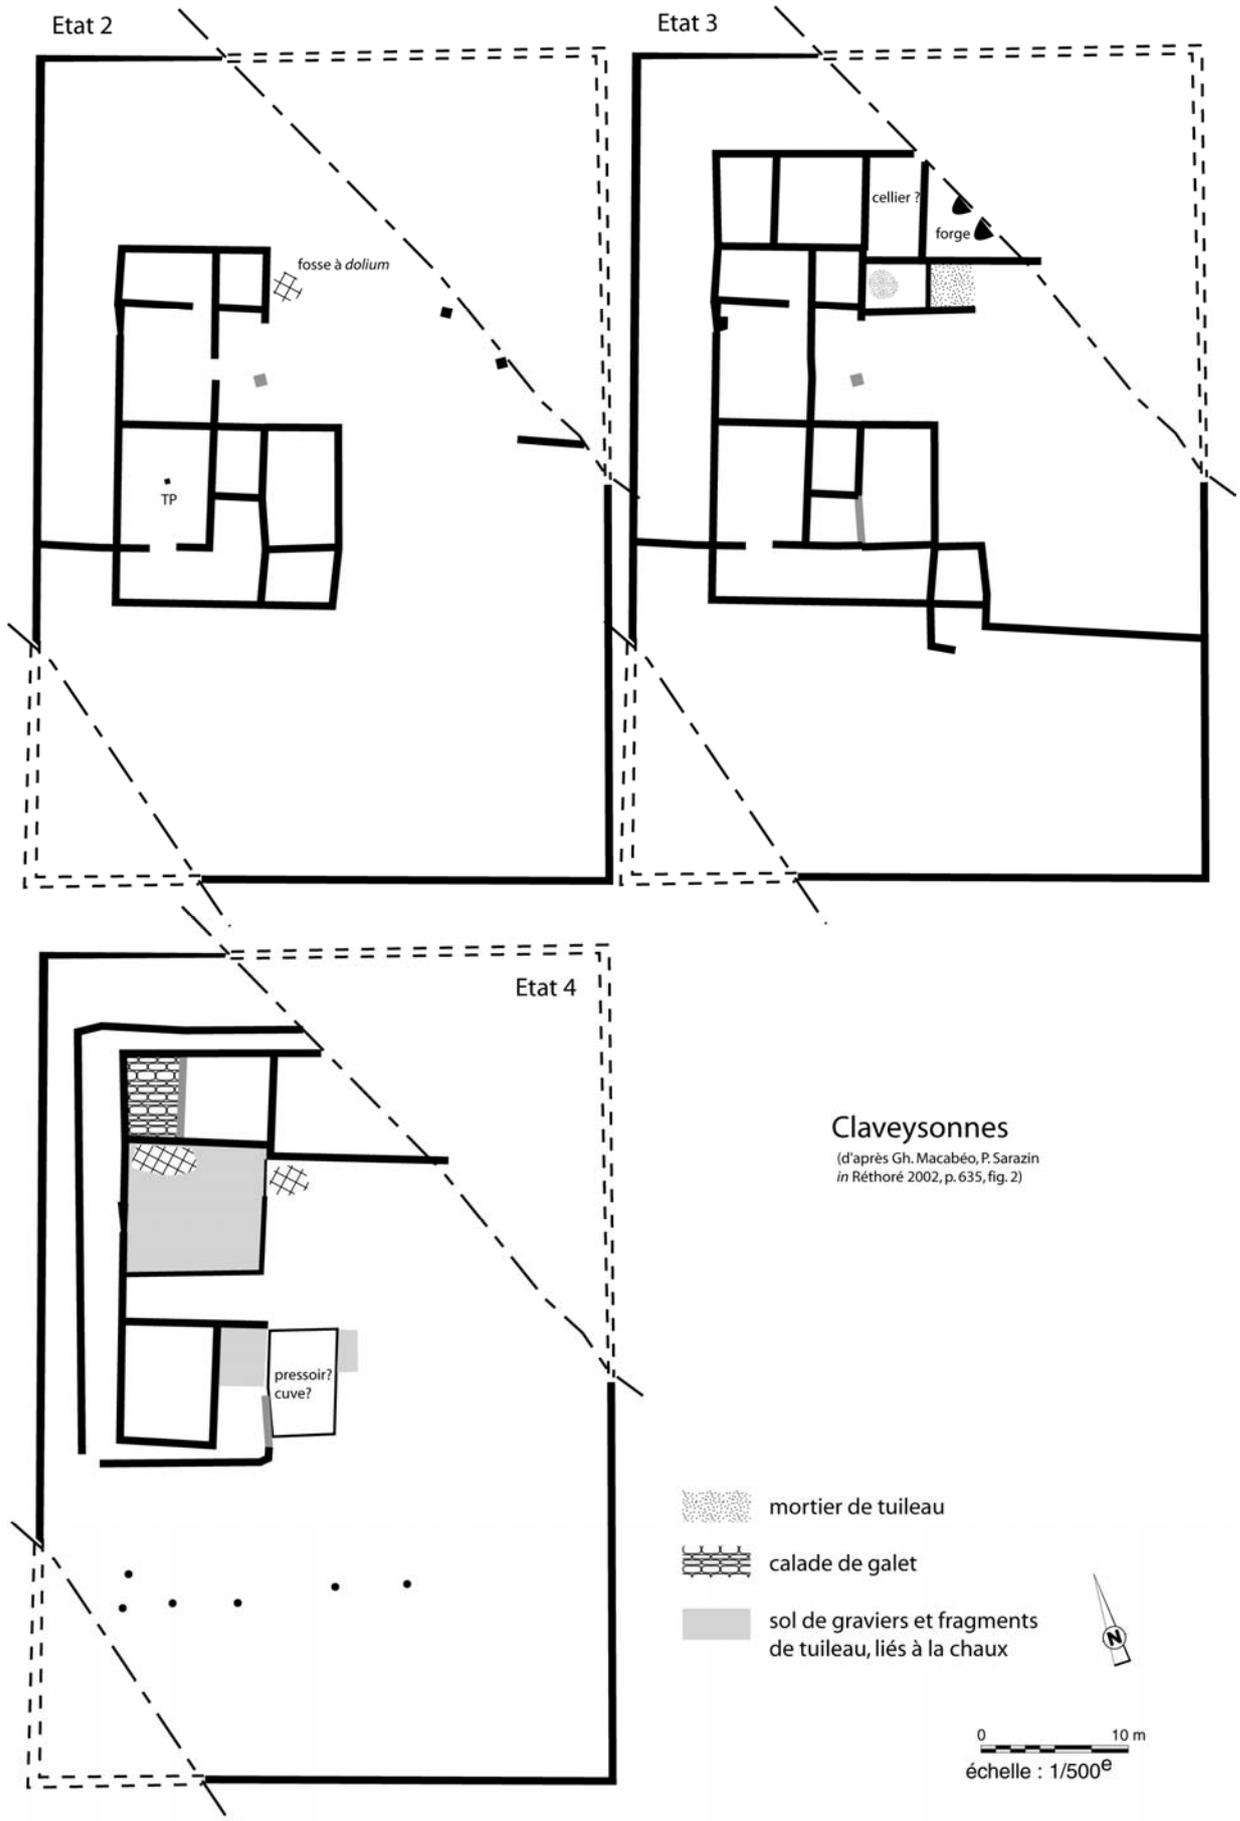 Etat 2
fosse à dolium
TP
Etat 3
cellier ?
forge
Etat 4
pressoir?
cuve?
Claveysonnes
(d'après Gh. Macabéo, P. Sarazin
in Réthoré 2002, p. 635, fig. 2)
mortier de tuileau
calade de galet
sol de graviers et fragments
de tuileau, liés à la chaux
N
0 10 m
échelle : 1/500e